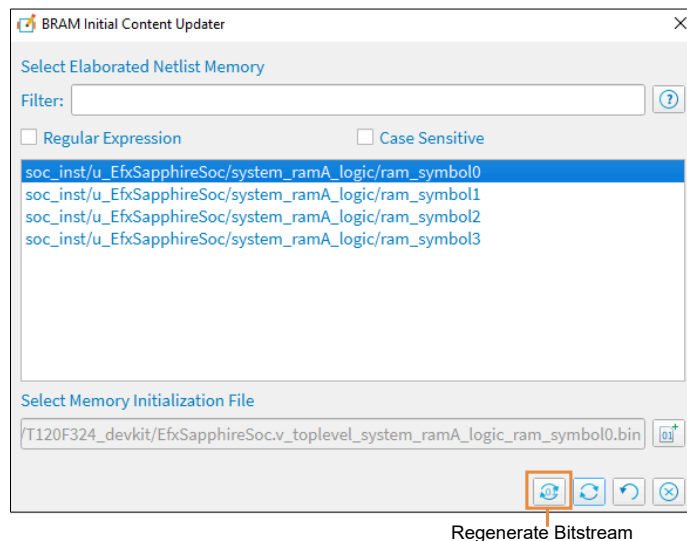 BRAM Initial Content Updater
Select Elaborated Netlist Memory
Filter:
Regular Expression
Case Sensitive
soc_inst/u_EfxSapphireSoc/system_ramA_logic/ram_symbol0
soc_inst/u_EfxSapphireSoc/system_ramA_logic/ram_symbol1
soc_inst/u_EfxSapphireSoc/system_ramA_logic/ram_symbol2
soc_inst/u_EfxSapphireSoc/system_ramA_logic/ram_symbol3
Select Memory Initialization File
/T120F324_devkit/EfxSapphireSoc.v_toplevel_system_ramA_logic_ram_symbol0.bin
Regenerate Bitstream